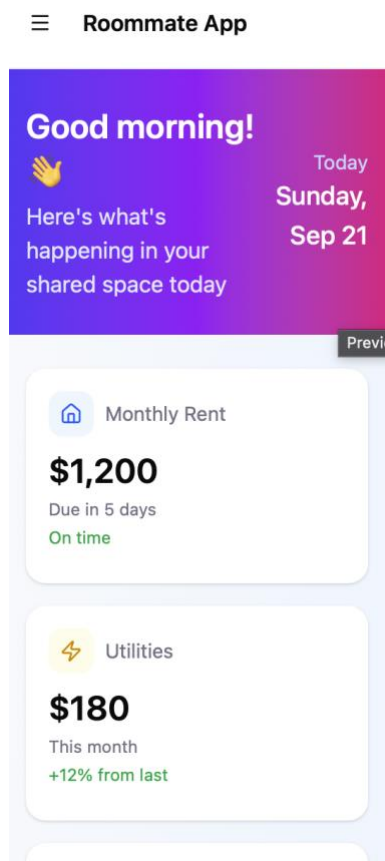 Roommate App
Good morning!
👋
Today
Sunday,
Sep 21
Here's what's
happening in your
shared space today
Monthly Rent
$1,200
Due in 5 days
On time
Utilities
$180
This month
+12% from last